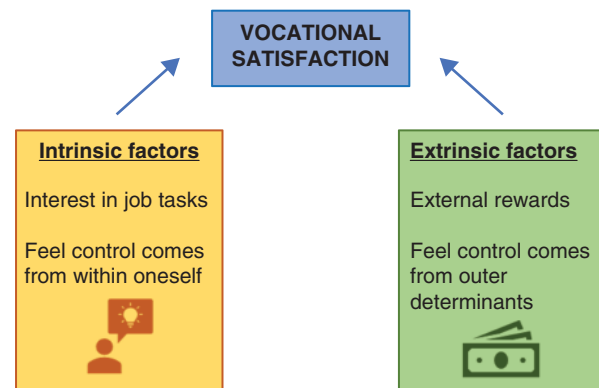 VOCATIONAL
SATISFACTION
Intrinsic factors
Interest in job tasks
Feel control comes
from within oneself
Extrinsic factors
External rewards
Feel control comes
from outer
determinants